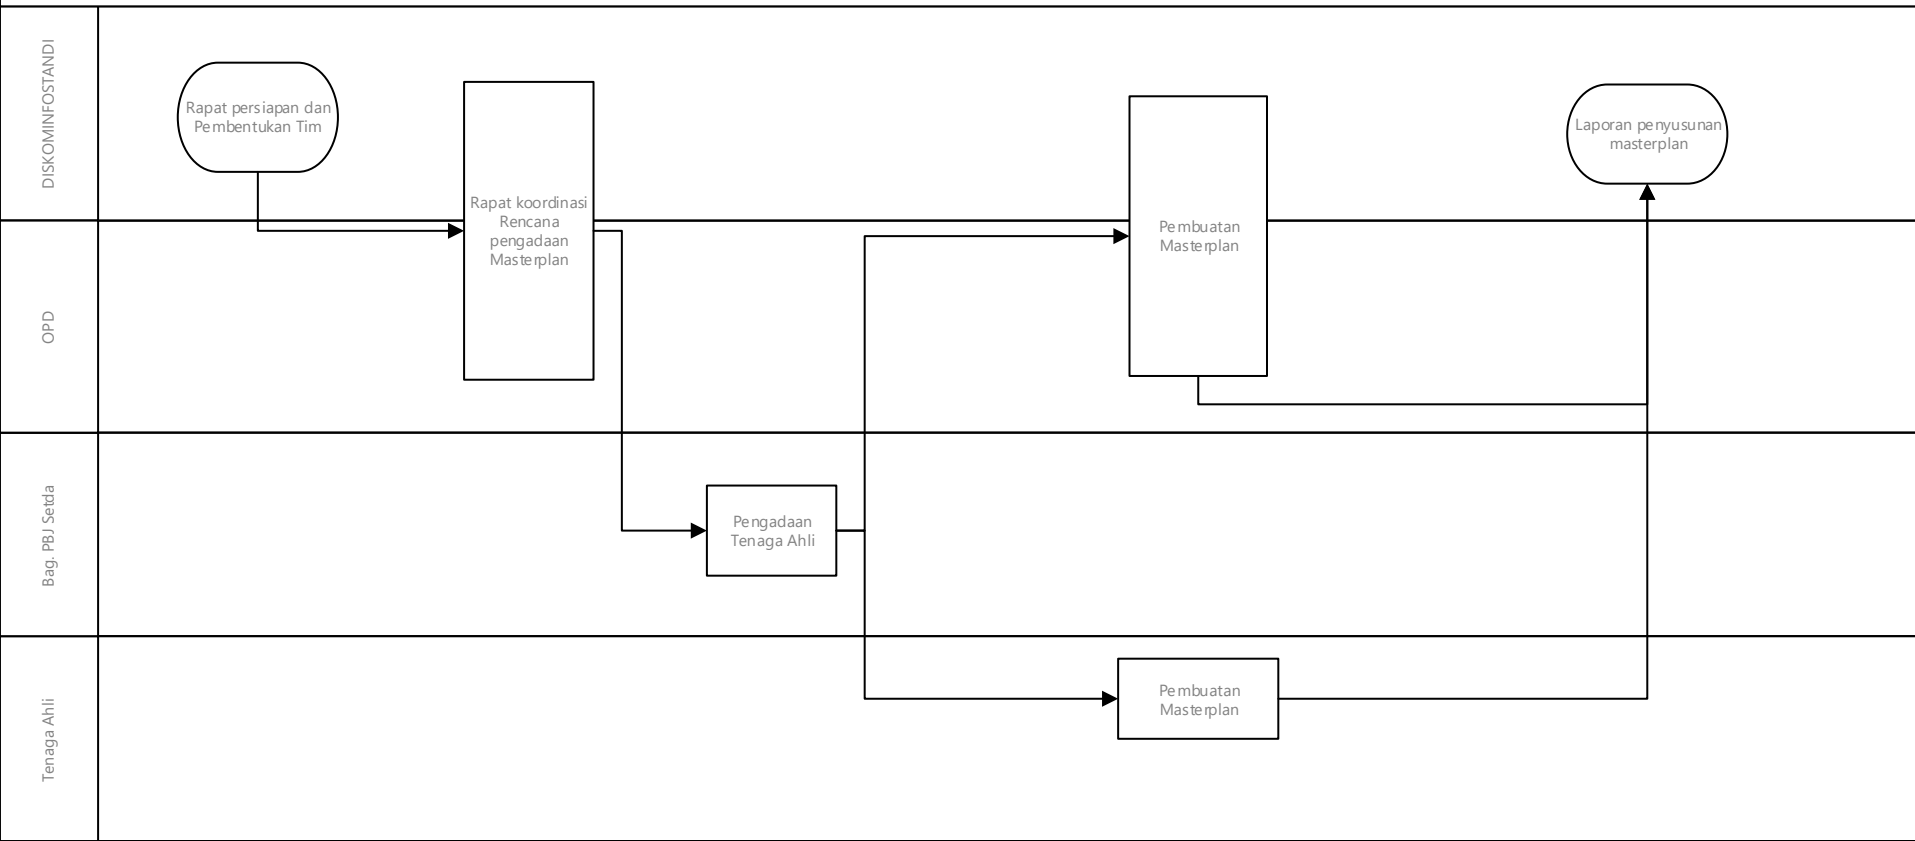 DISKOMINFOSTANDI
Rapat persiapan dan
Pembentukan Tim
Rapat koordinasi
Rencana
pengadaan
Masterplan
Pembuatan
Masterplan
Laporan penyusunan
masterplan
OPD
Bag. PBJ Setda
Pengadaan
Tenaga Ahli
Tenaga Ahli
Pembuatan
Masterplan